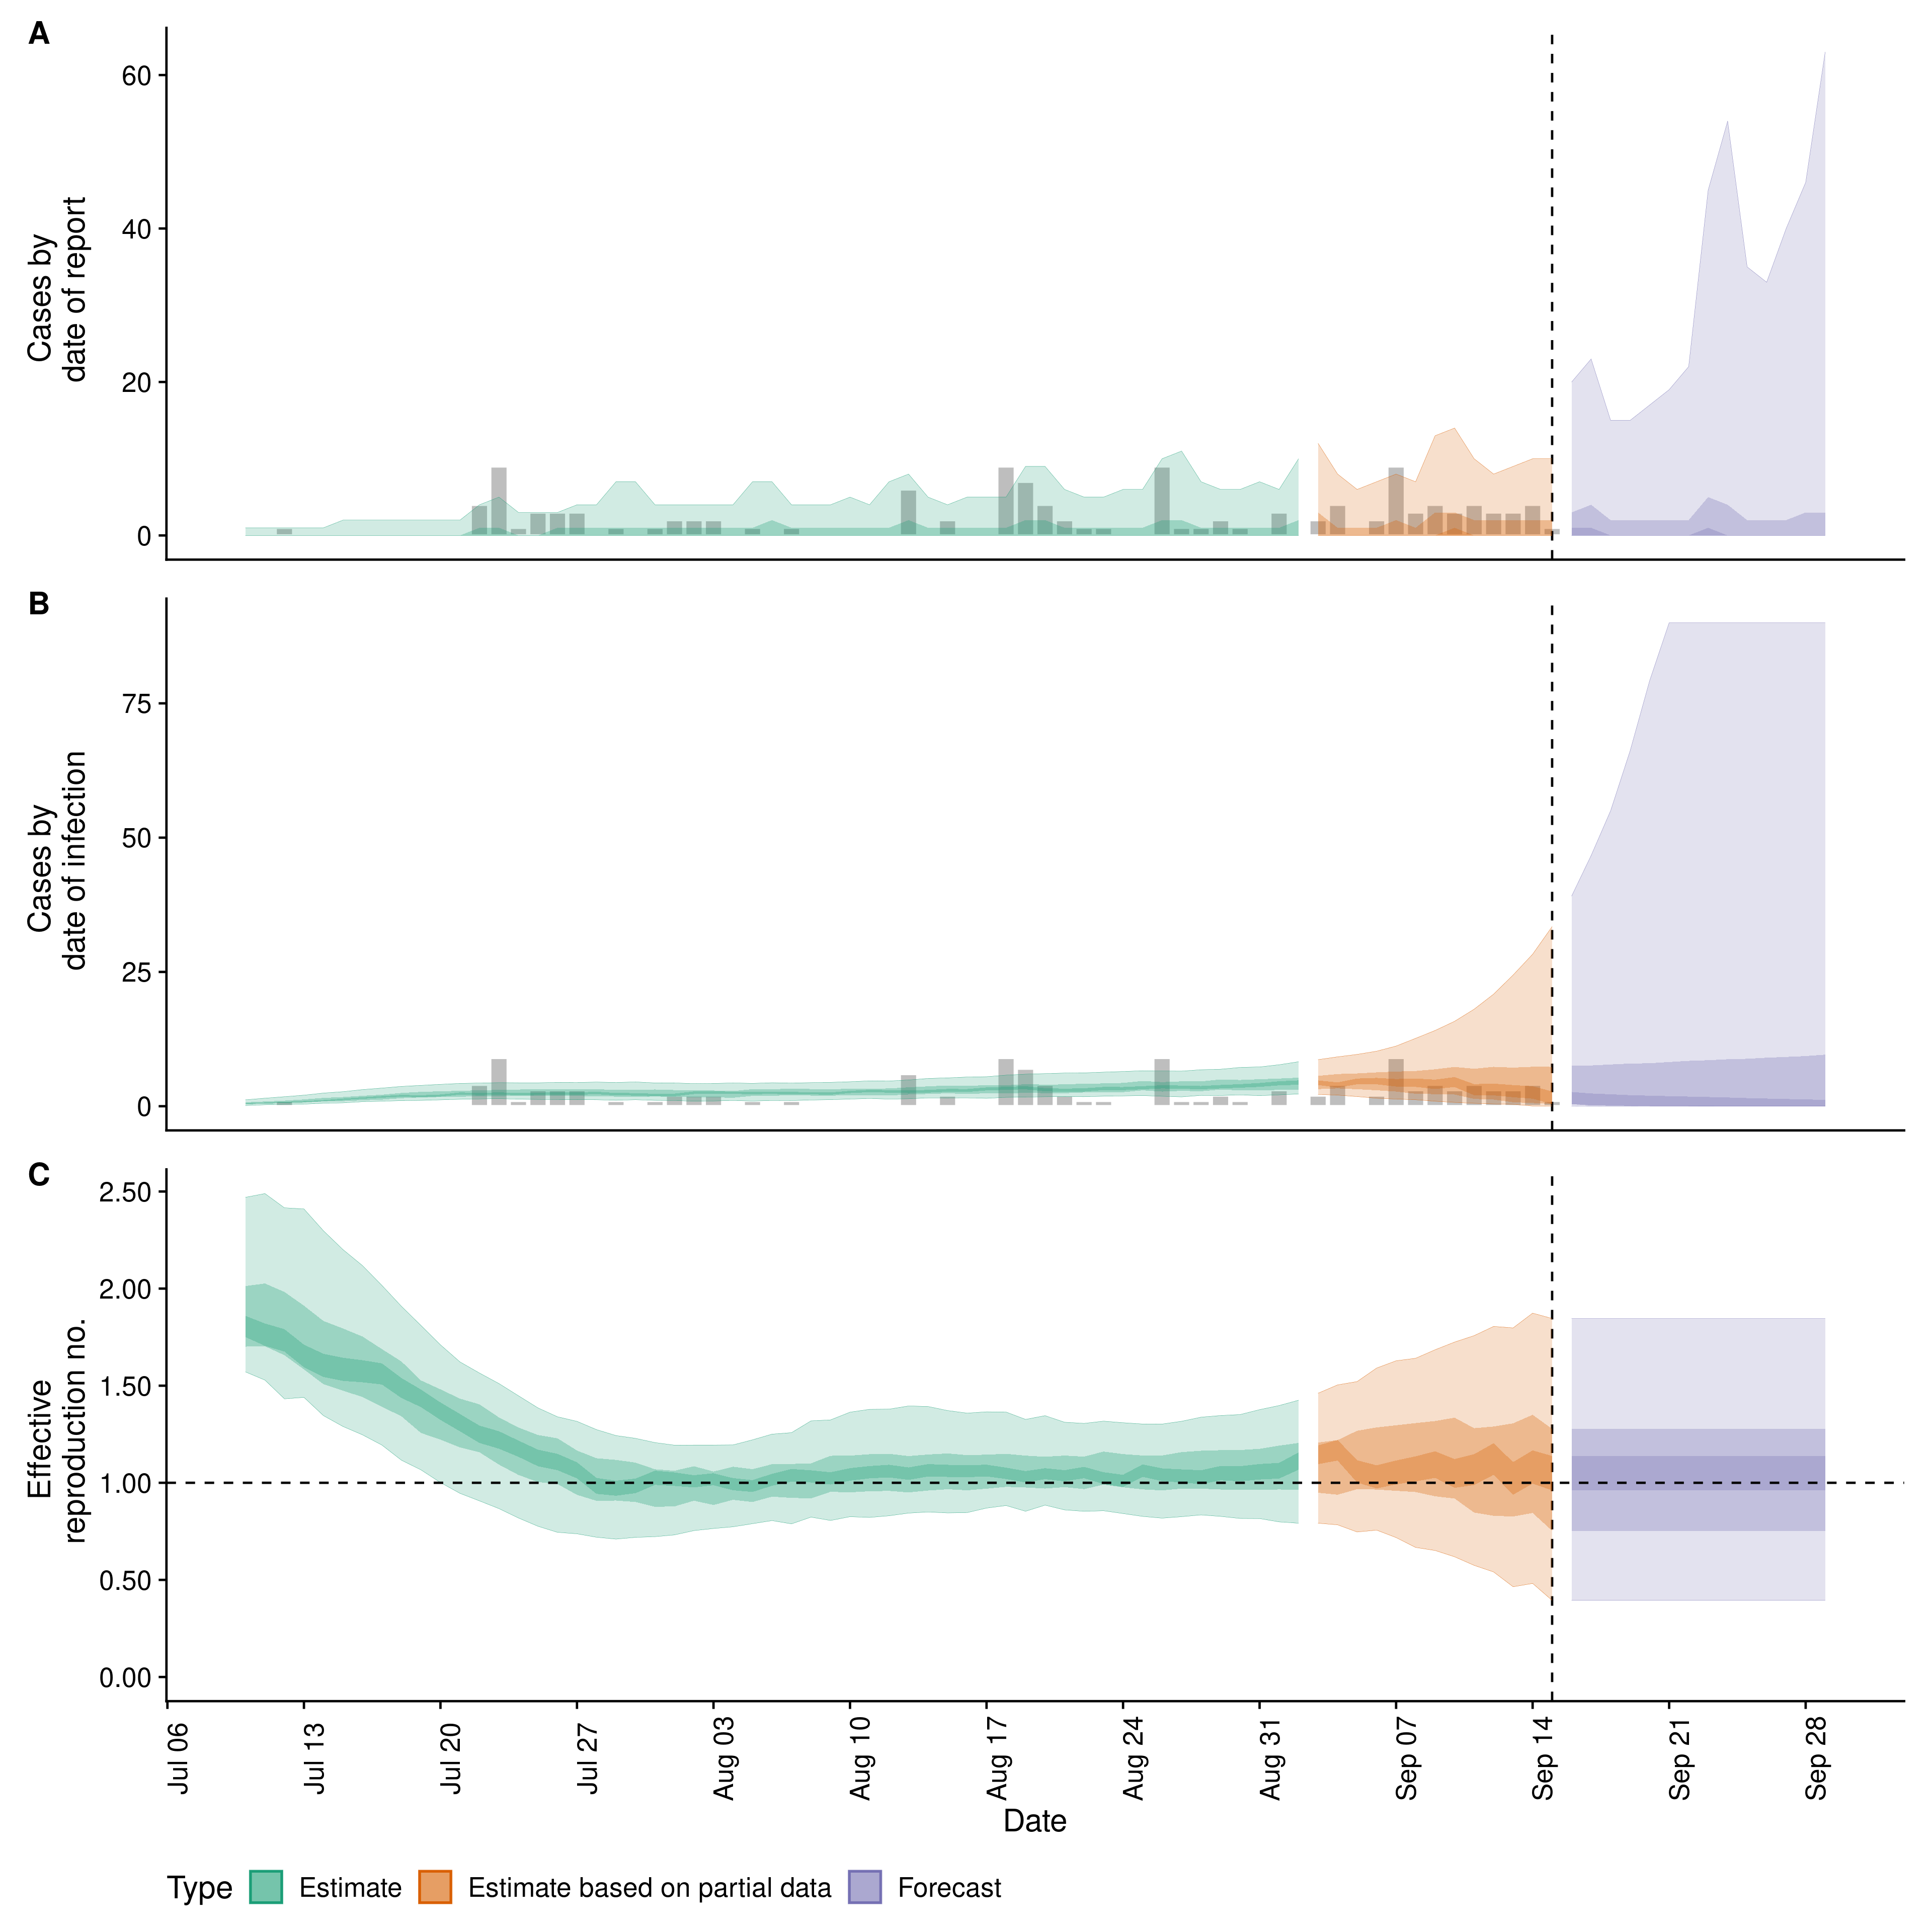 A
Cases by
date of report
60
40
20
0
B
Cases by
date of infection
75
50
25
0
C
Effective
reproduction no.
2.50
2.00
1.50
1.00
0.50
0.00
Jul 06
Jul 13
Jul 20
Jul 27
Aug 03
Aug 10
Aug 17
Aug 24
Aug 31
Sep 07
Sep 14
Sep 21
Sep 28
Date
Type Estimate Estimate based on partial data Forecast